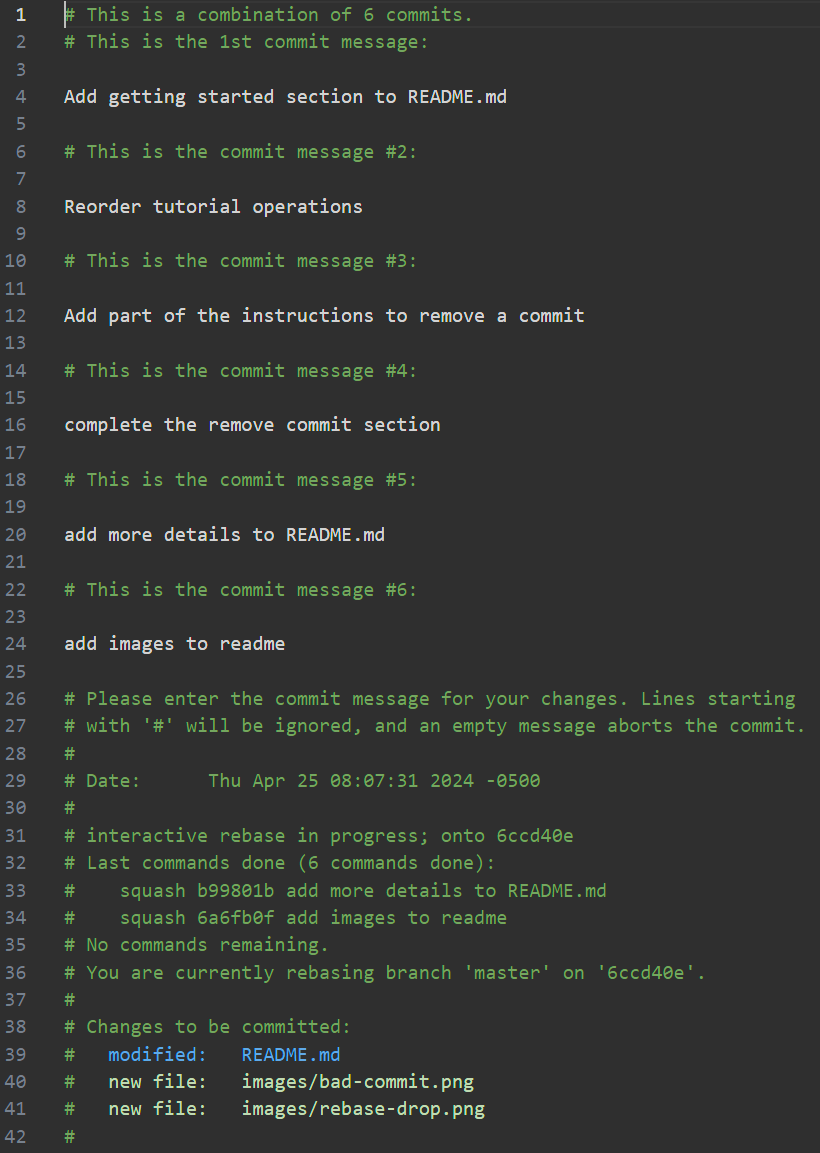 1 # This is a combination of 6 commits.
2 # This is the 1st commit message:
3
4 Add getting started section to README.md
5
6 # This is the commit message #2:
7
8 Reorder tutorial operations
9
10 # This is the commit message #3:
11
12 Add part of the instructions to remove a commit
13
14 # This is the commit message #4:
15
16 complete the remove commit section
17
18 # This is the commit message #5:
19
20 add more details to README.md
21
22 # This is the commit message #6:
23
24 add images to readme
25
26 # Please enter the commit message for your changes. Lines starting
27 # with '#' will be ignored, and an empty message aborts the commit.
28 #
29 # Date:      Thu Apr 25 08:07:31 2024 -0500
30 #
31 # interactive rebase in progress; onto 6ccd40e
32 # Last commands done (6 commands done):
33 #    squash b99801b add more details to README.md
34 #    squash 6a6fb0f add images to readme
35 # No commands remaining.
36 # You are currently rebasing branch 'master' on '6ccd40e'.
37 #
38 # Changes to be committed:
39 #   modified:   README.md
40 #   new file:   images/bad-commit.png
41 #   new file:   images/rebase-drop.png
42 #